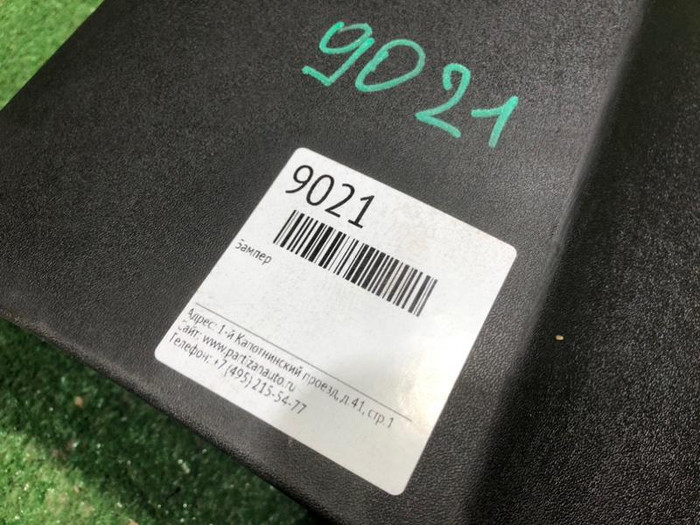 9021
9021
Бампер
Адрес: 1-й Капотнинский проезд, д.41, стр.1
Сайт: www.partizanauto.ru
Телефон: +7 (495) 215-54-77